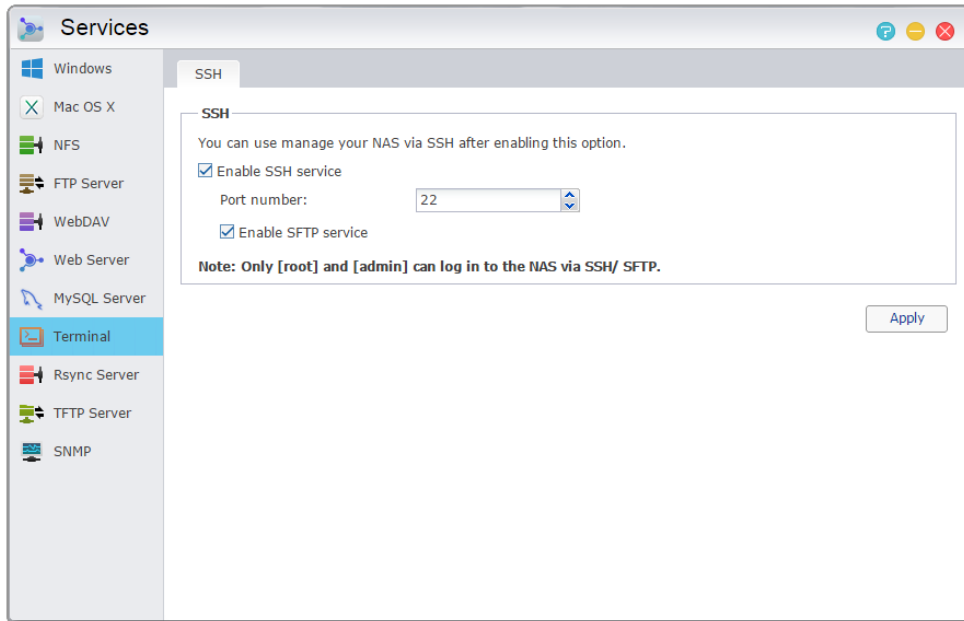 Services
Windows
Mac OS X
NFS
FTP Server
WebDAV
Web Server
MySQL Server
Terminal
Rsync Server
TFTP Server
SNMP
SSH
SSH
You can use manage your NAS via SSH after enabling this option.
Enable SSH service
Port number: 22
Enable SFTP service
Note: Only [root] and [admin] can log in to the NAS via SSH/ SFTP.
Apply